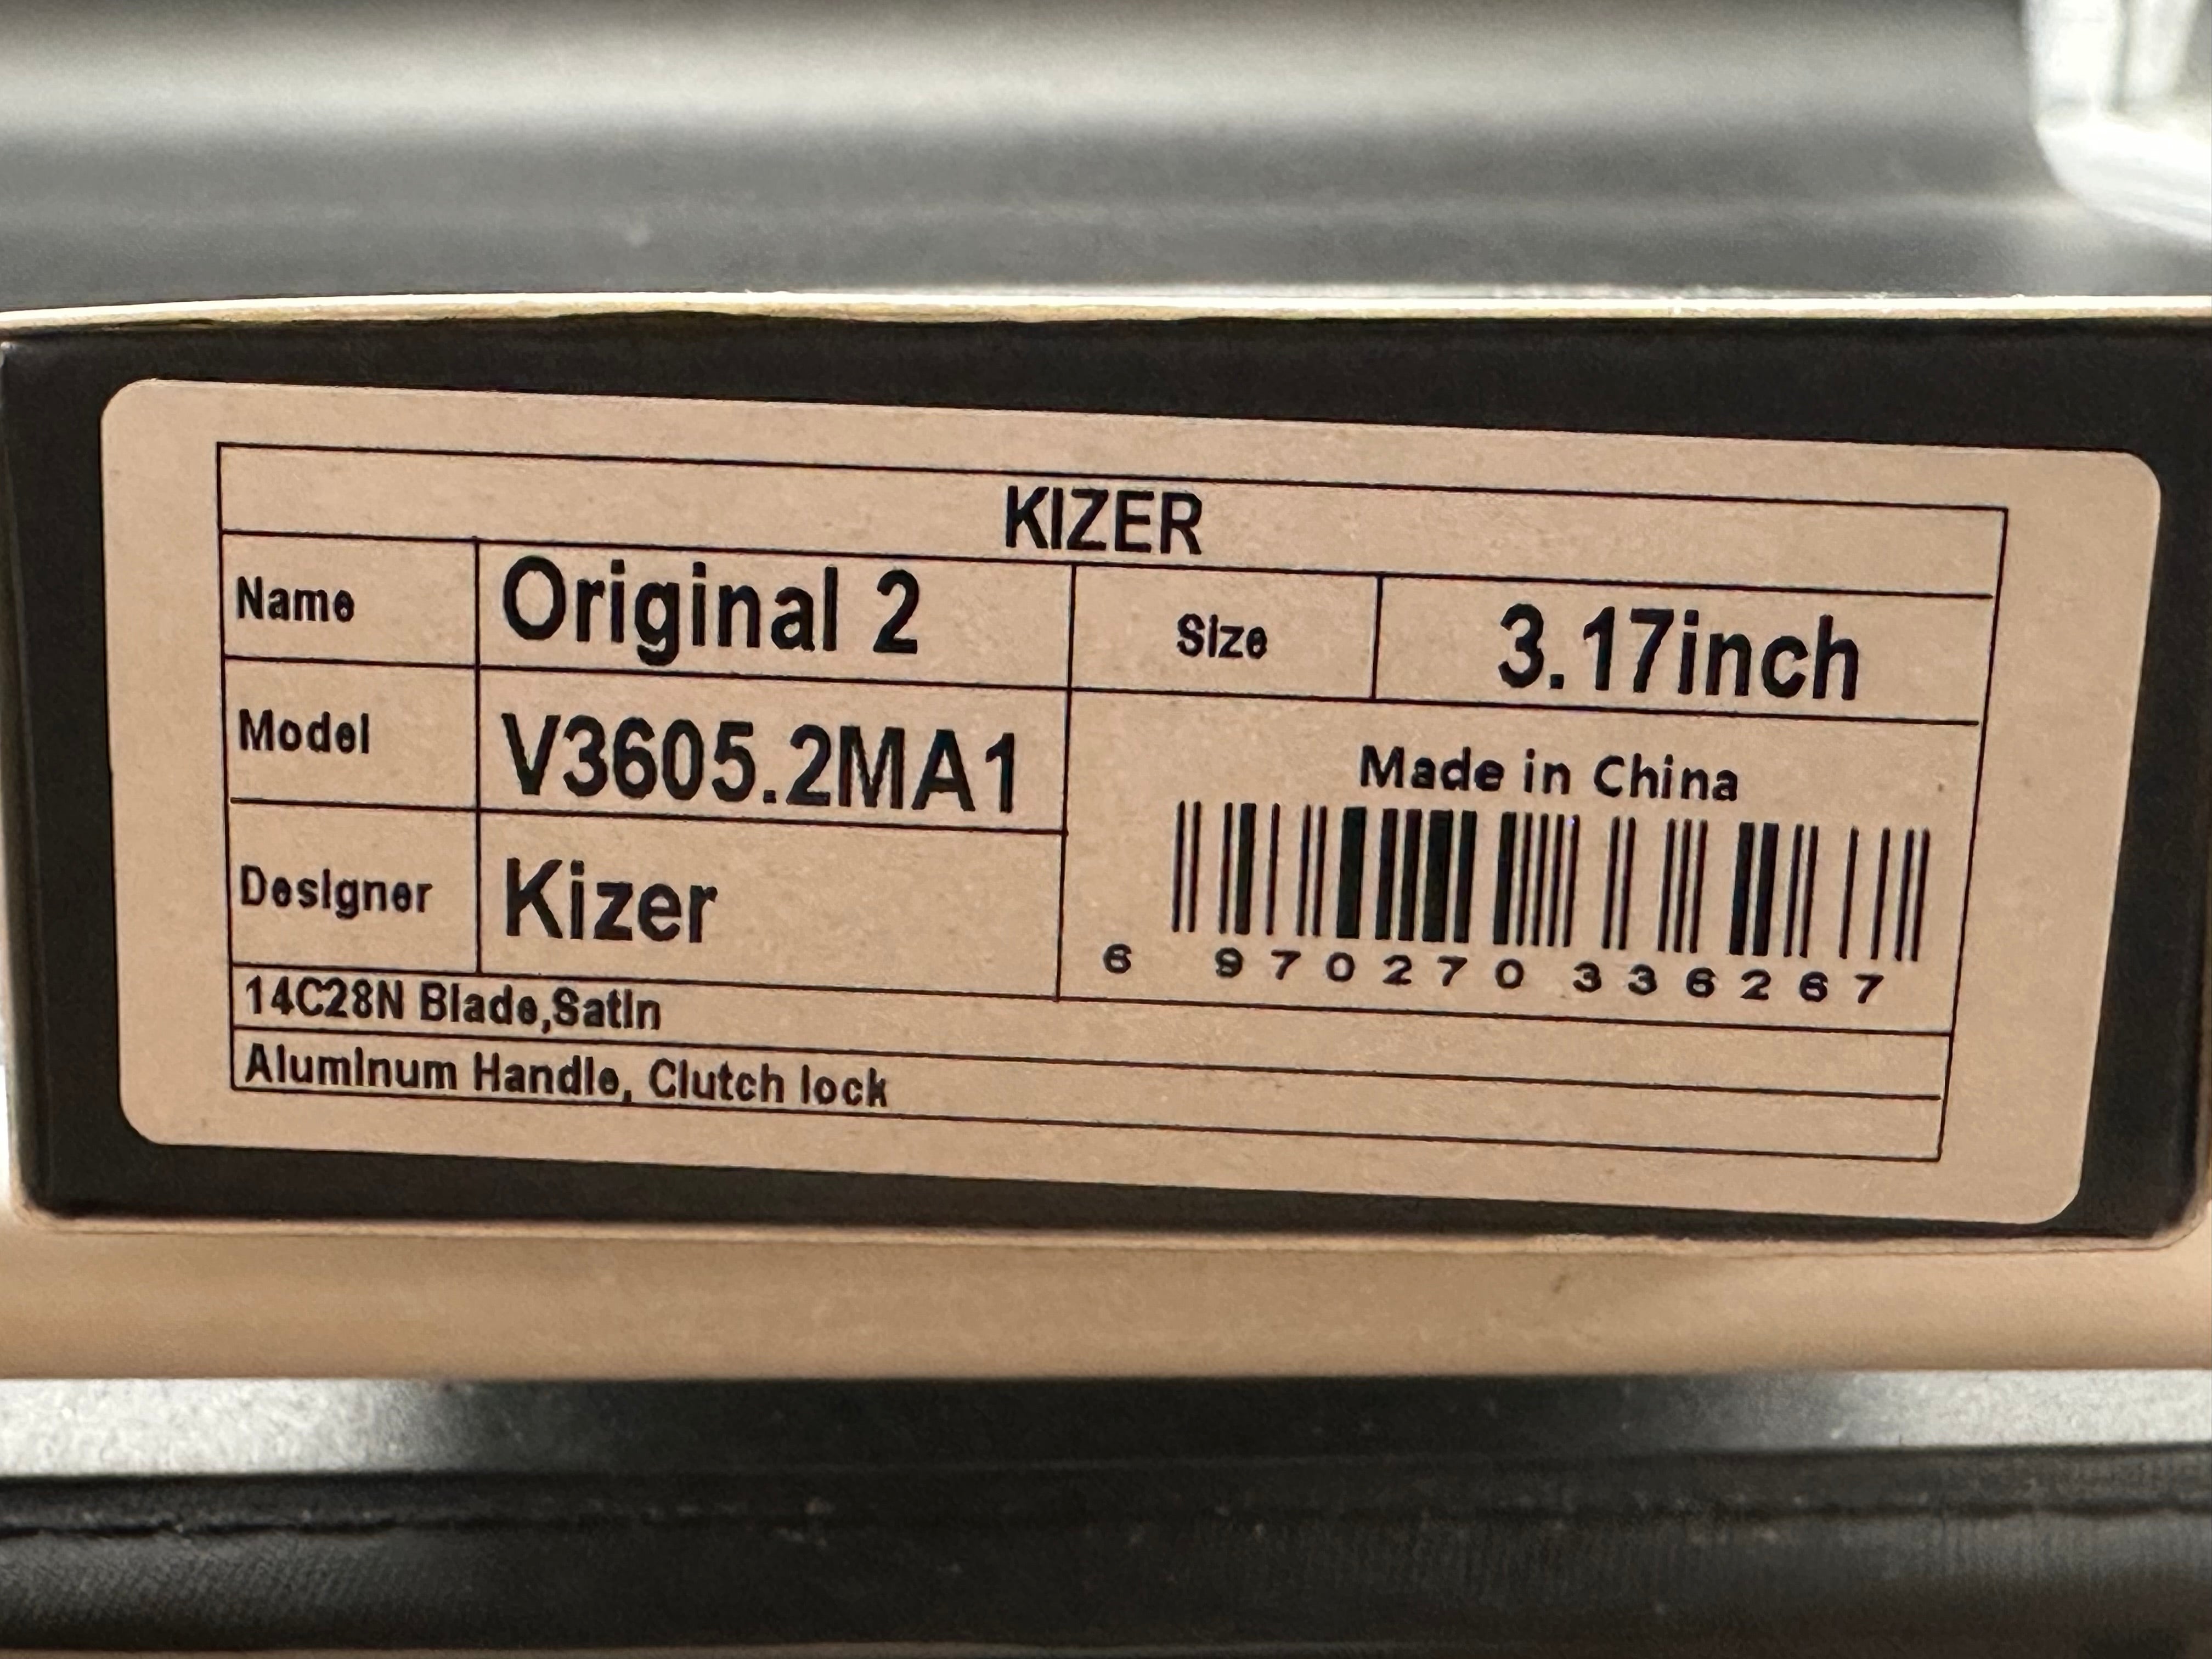 KIZER
Name Original 2 Size 3.17inch
Model V3605.2MA1
Made in China
Designer Kizer
6 970270 336267
14C28N Blade,Satin
Aluminum Handle, Clutch lock